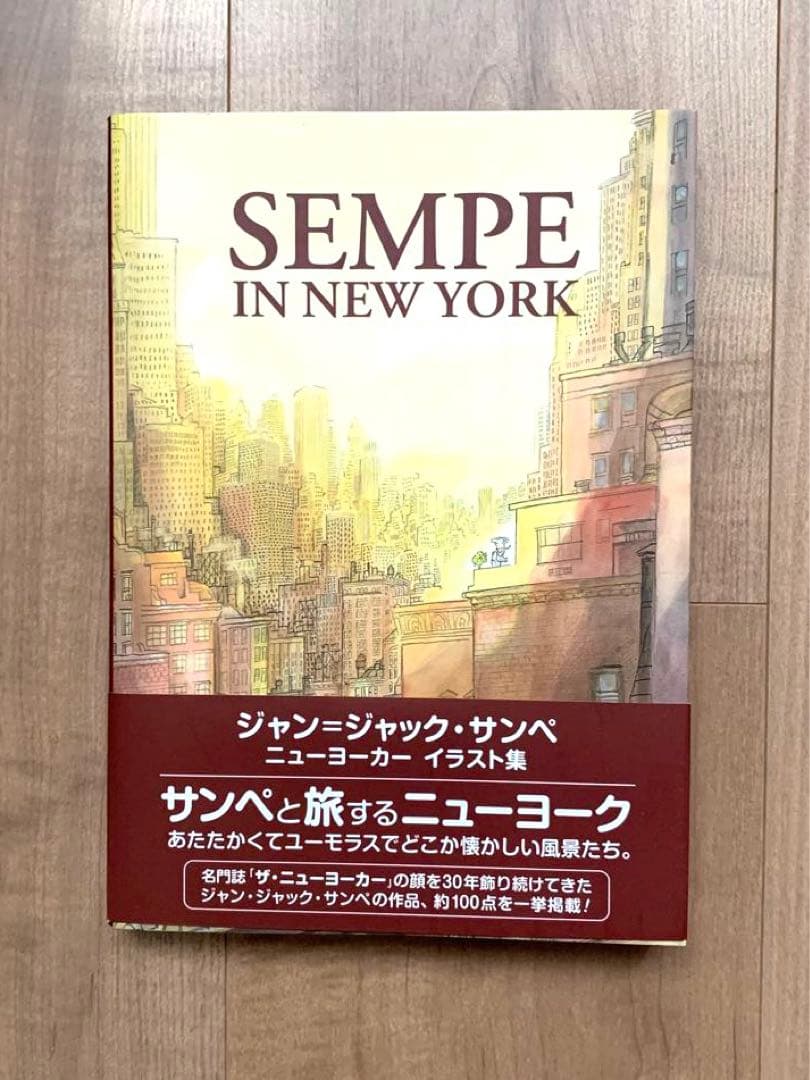 SEMPE
IN NEW YORK
ジャン＝ジャック・サンペ
ニューヨーカー イラスト集
サンペと旅するニューヨーク
あたたかくてユーモラスでどこか懐かしい風景たち。
名門誌「ザ・ニューヨーカー」の顔を30年飾り続けてきた
ジャン・ジャック・サンペの作品、約100点を一挙掲載！